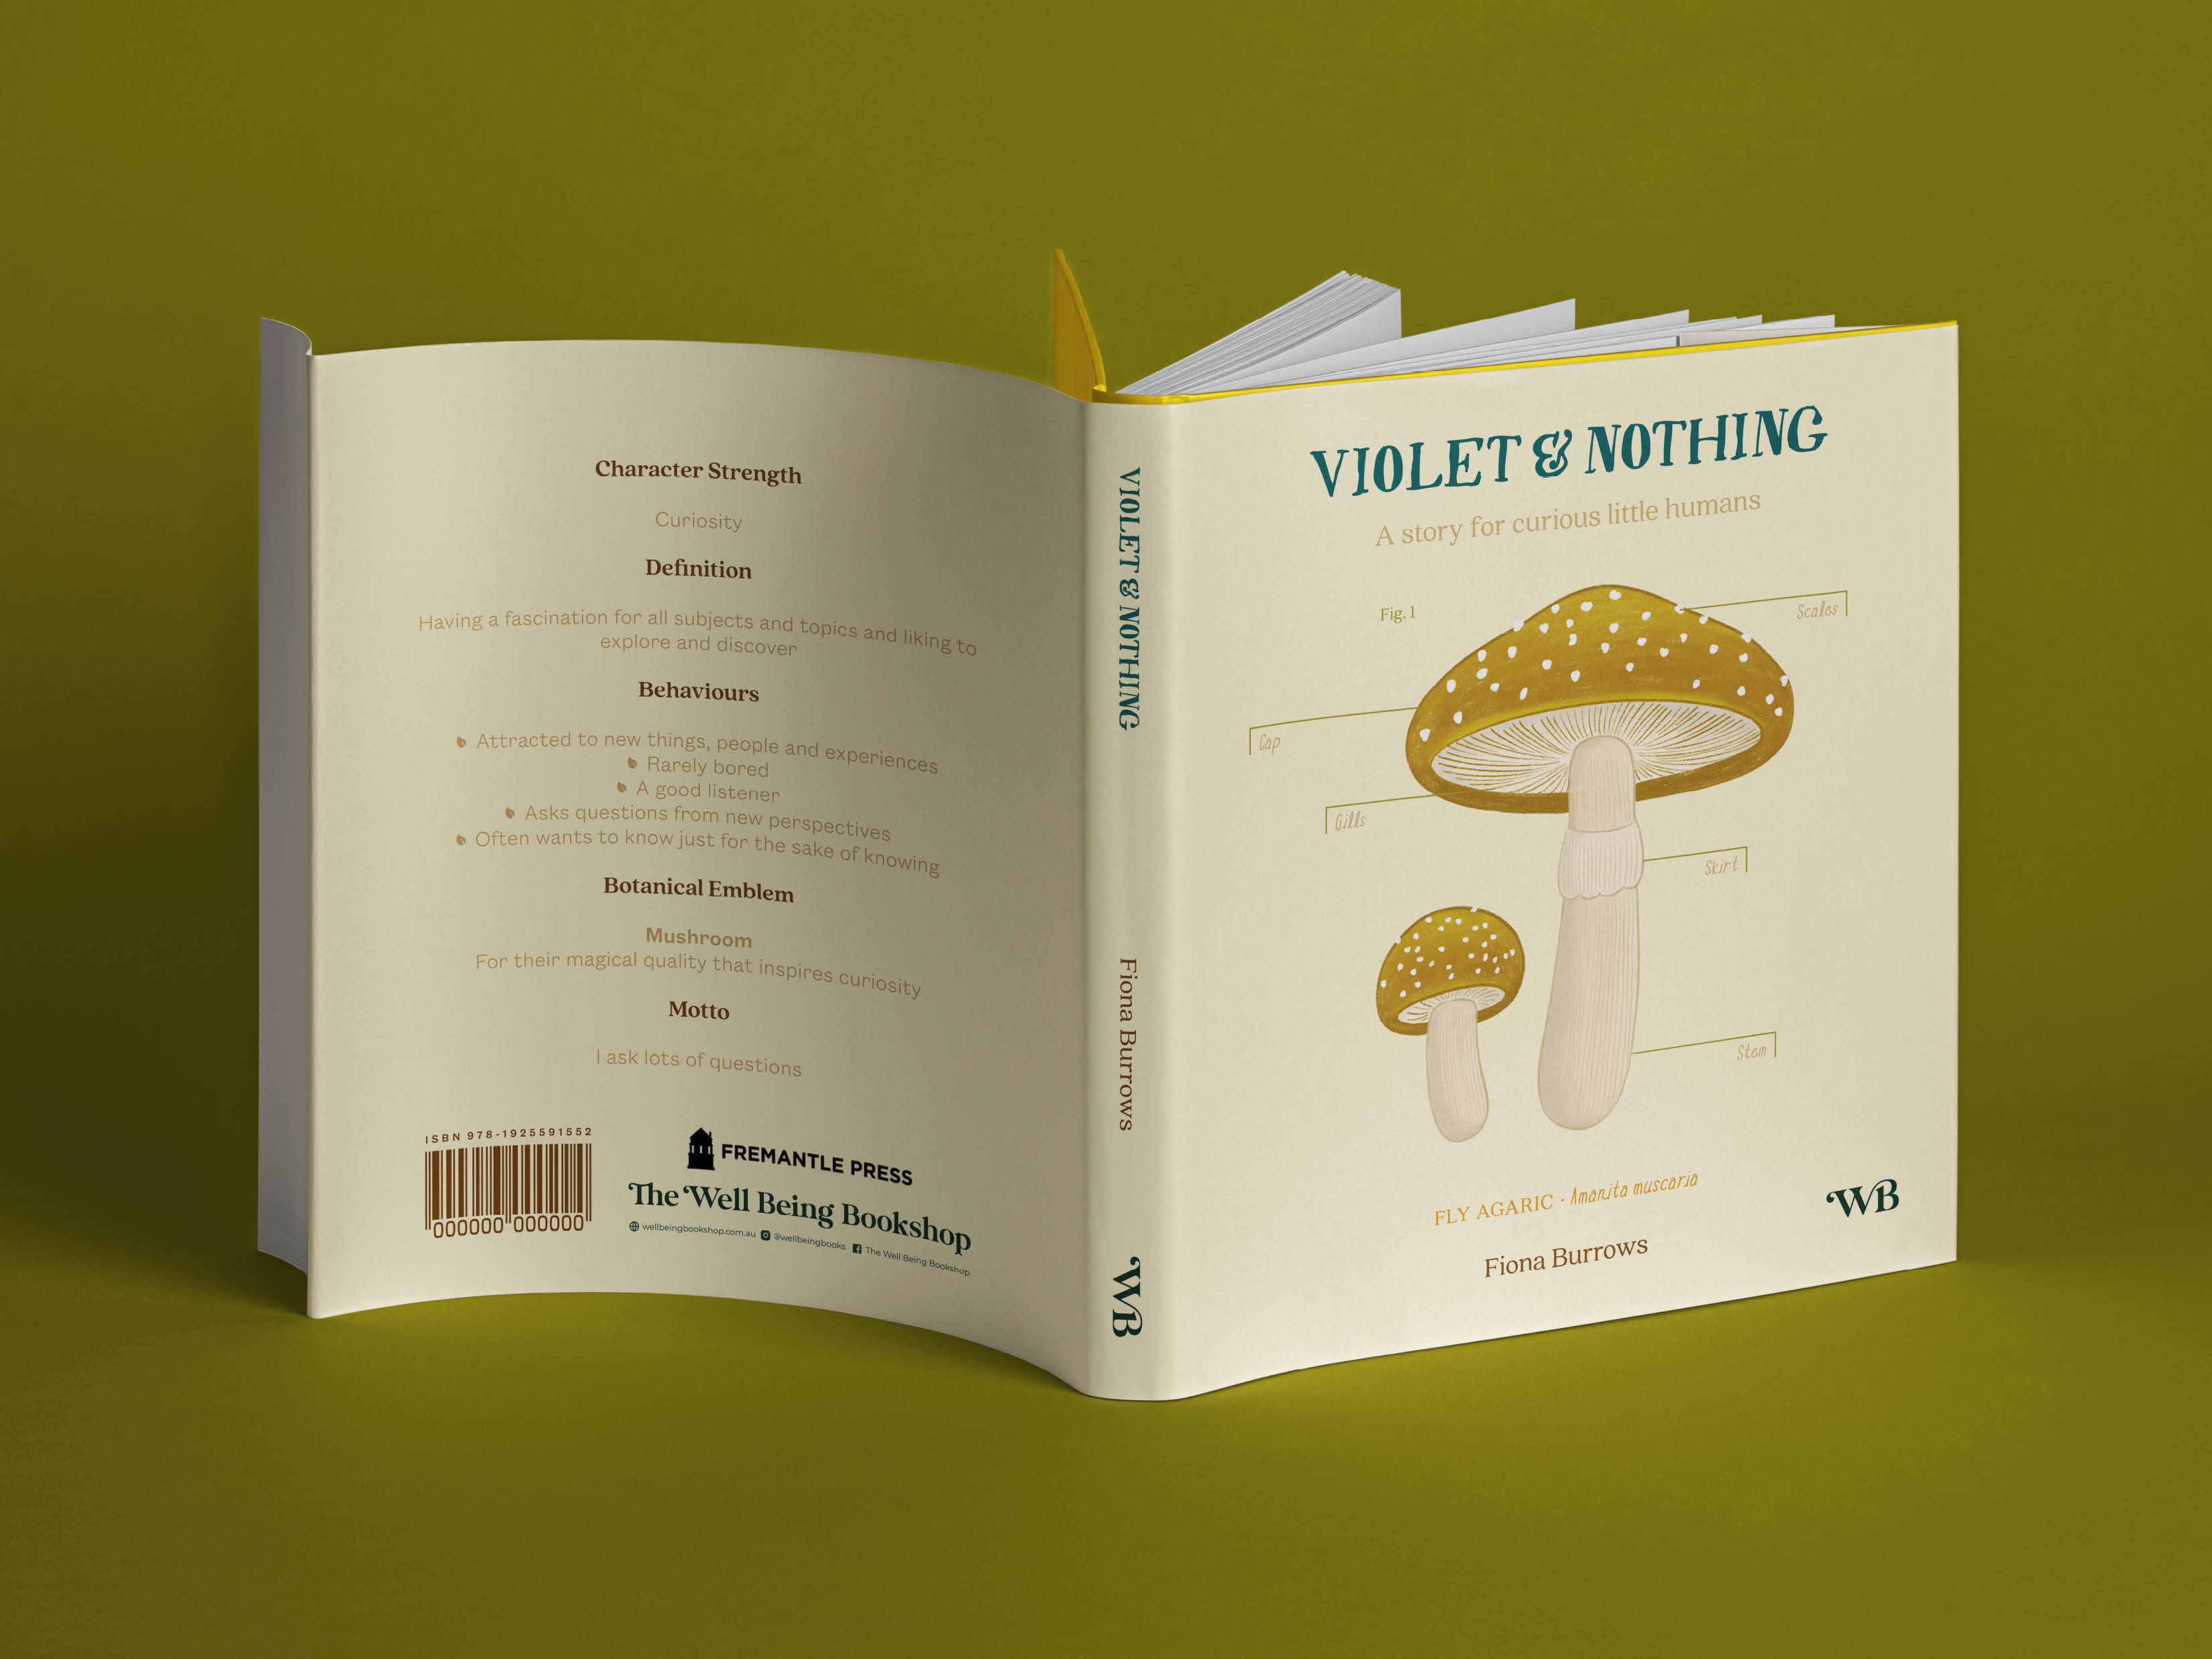 Character Strength
Curiosity
Definition
Having a fascination for all subjects and topics and liking to
explore and discover
Behaviours
Attracted to new things, people and experiences
Rarely bored
A good listener
Asks questions from new perspectives
Often wants to know just for the sake of knowing
Botanical Emblem
Mushroom
For their magical quality that inspires curiosity
Motto
I ask lots of questions
ISBN 978-1925591552
000000 000000
FREMANTLE PRESS
The Well Being Bookshop
wellbeingbookshop.com.au @wellbeingbooks The Well Being Bookshop
VIOLET & NOTHING
Fiona Burrows
WB
VIOLET & NOTHING
A story for curious little humans
Fig. 1
Scales
Cap
Gills
Skirt
Stem
FLY AGARIC · Amanita muscaria
WB
Fiona Burrows